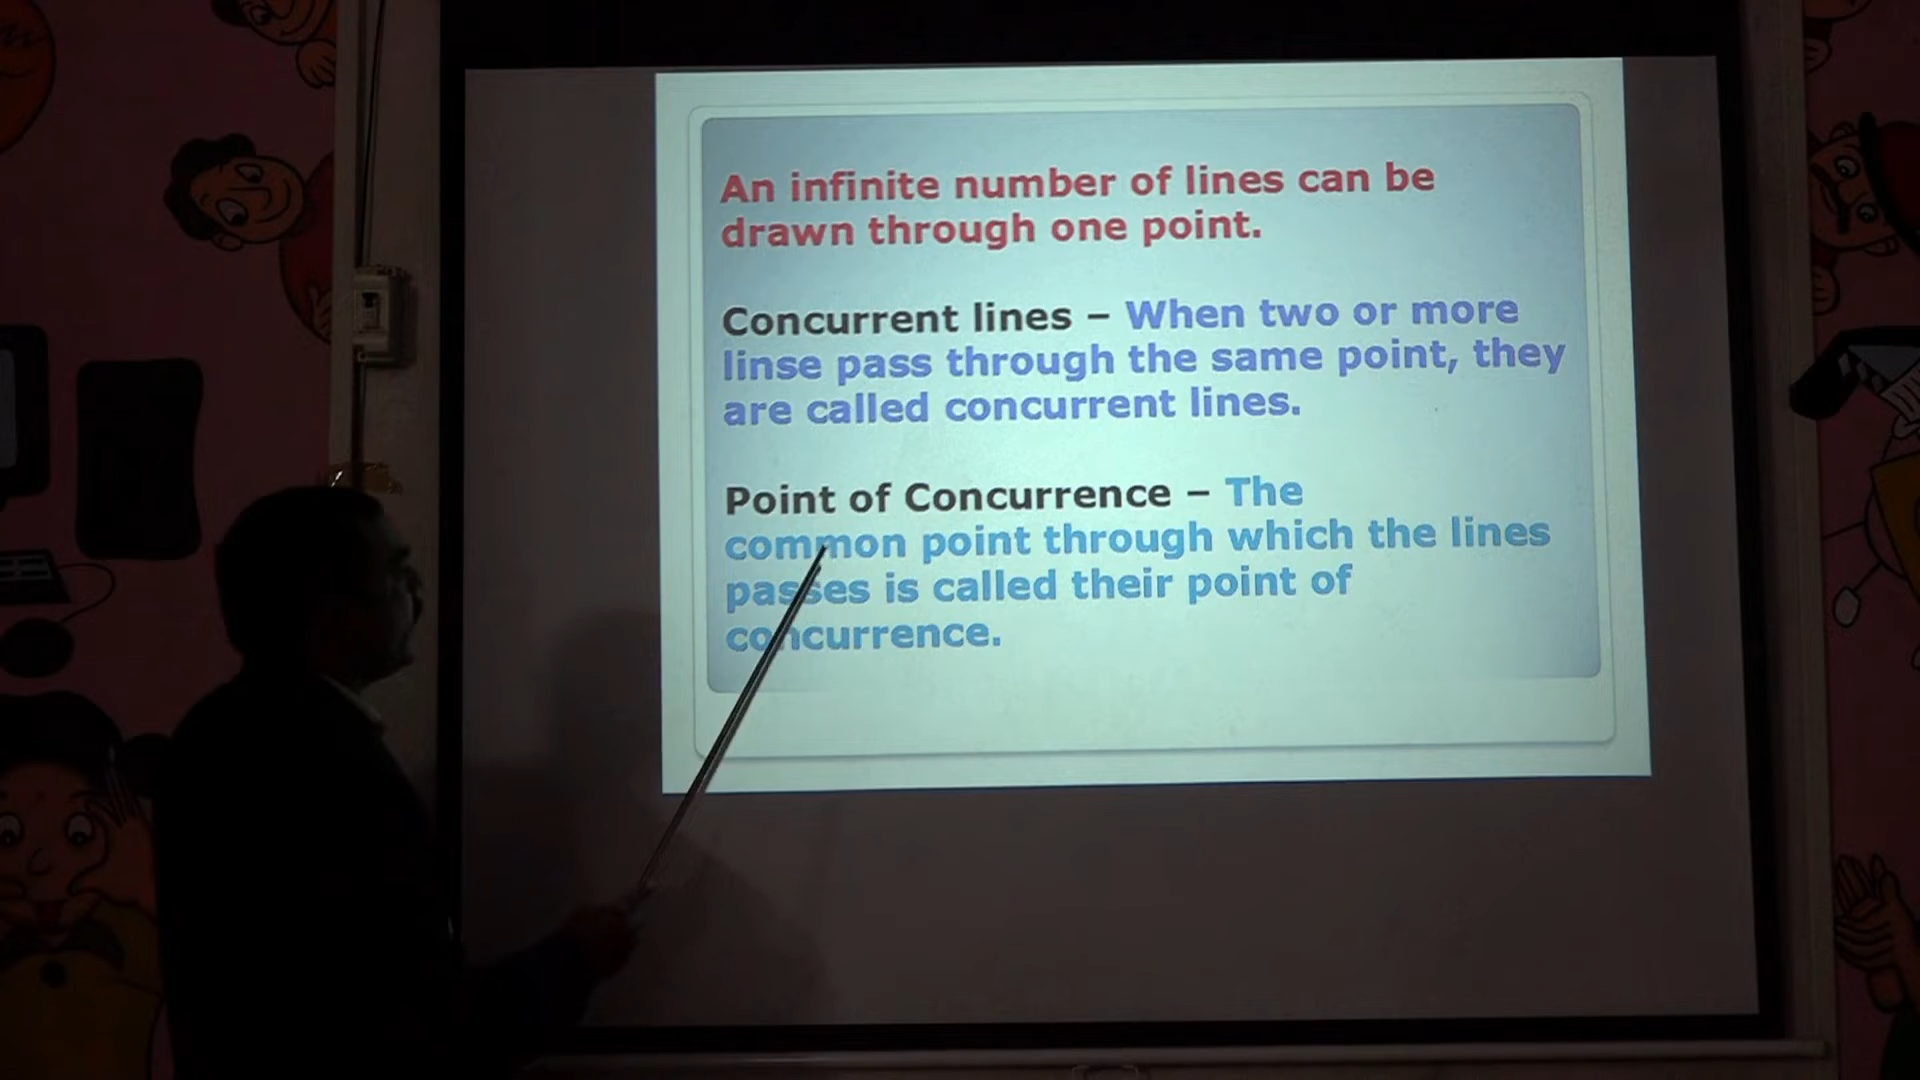 An infinite number of lines can be
drawn through one point.
Concurrent lines – When two or more
linse pass through the same point, they
are called concurrent lines.
Point of Concurrence – The
common point through which the lines
passes is called their point of
concurrence.